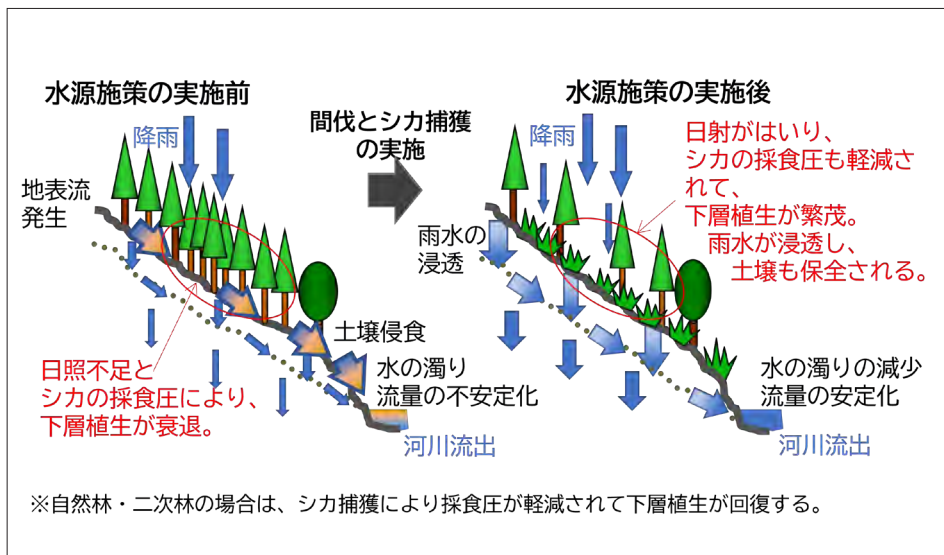 水源施策の実施前
降雨
地表流
発生
土壌侵食
日照不足と
シカの採食圧により、
下層植生が衰退。
水の濁り
流量の不安定化
河川流出
間伐とシカ捕獲
の実施
水源施策の実施後
降雨
日射がはいり、
シカの採食圧も軽減さ
れて、
下層植生が繁茂。
雨水が浸透し、
土壌も保全される。
雨水の
浸透
水の濁りの減少
流量の安定化
河川流出
※自然林・二次林の場合は、シカ捕獲により採食圧が軽減されて下層植生が回復する。